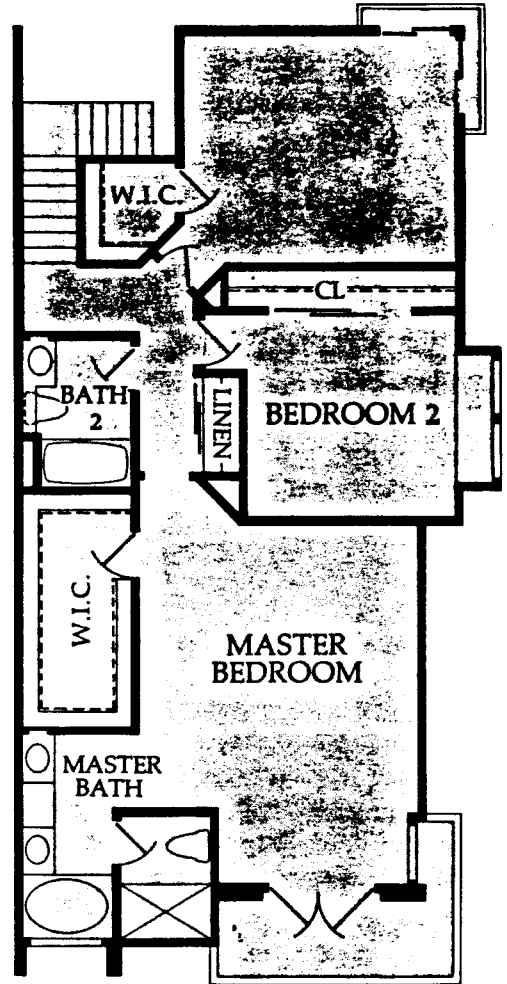 W.I.C.
CL
BATH
2
LINEN
BEDROOM 2
W.I.C.
MASTER
BEDROOM
MASTER
BATH